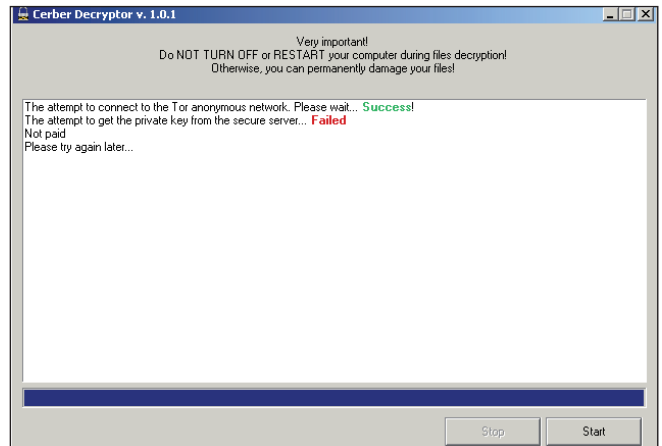 Cerber Decryptor v. 1.0.1
Very important!
Do NOT TURN OFF or RESTART your computer during files decryption!
Otherwise, you can permanently damage your files!
The attempt to connect to the Tor anonymous network. Please wait... Success!
The attempt to get the private key from the secure server... Failed
Not paid
Please try again later...
Stop
Start